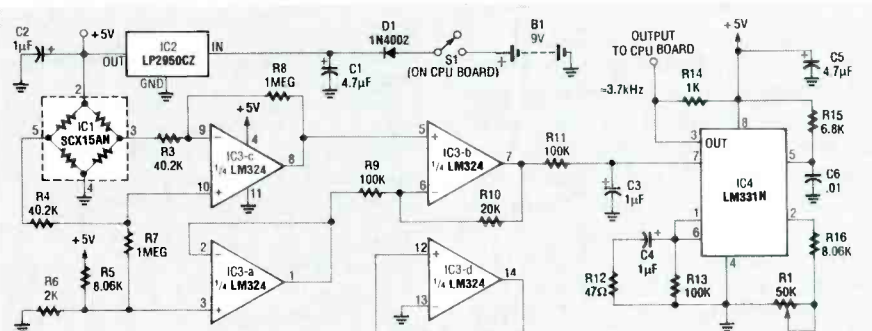 C2
1µF
+5V
2
OUT
IC2
LP2950CZ
IN
GND
D1
1N4002
S1
(ON CPU BOARD)
B1
9V
+
C1
4.7µF
OUTPUT
TO CPU BOARD
≈3.7kHz
+5V
R14
1K
C5
4.7µF
R15
6.8K
C6
.01
IC1
SCX15AN
5
3
4
R3
40.2K
R8
1MEG
+5V
9
10
4
11
8
IC3-c
1/4 LM324
R4
40.2K
R7
1MEG
+5V
R5
8.06K
R6
2K
2
3
1
IC3-a
1/4 LM324
R9
100K
5
6
7
IC3-b
1/4 LM324
R10
20K
R11
100K
C3
1µF
12
13
14
IC3-d
1/4 LM324
3
OUT
8
7
5
IC4
LM331N
1
6
2
4
C4
1µF
R12
47Ω
R13
100K
R1
50K
R16
8.06K